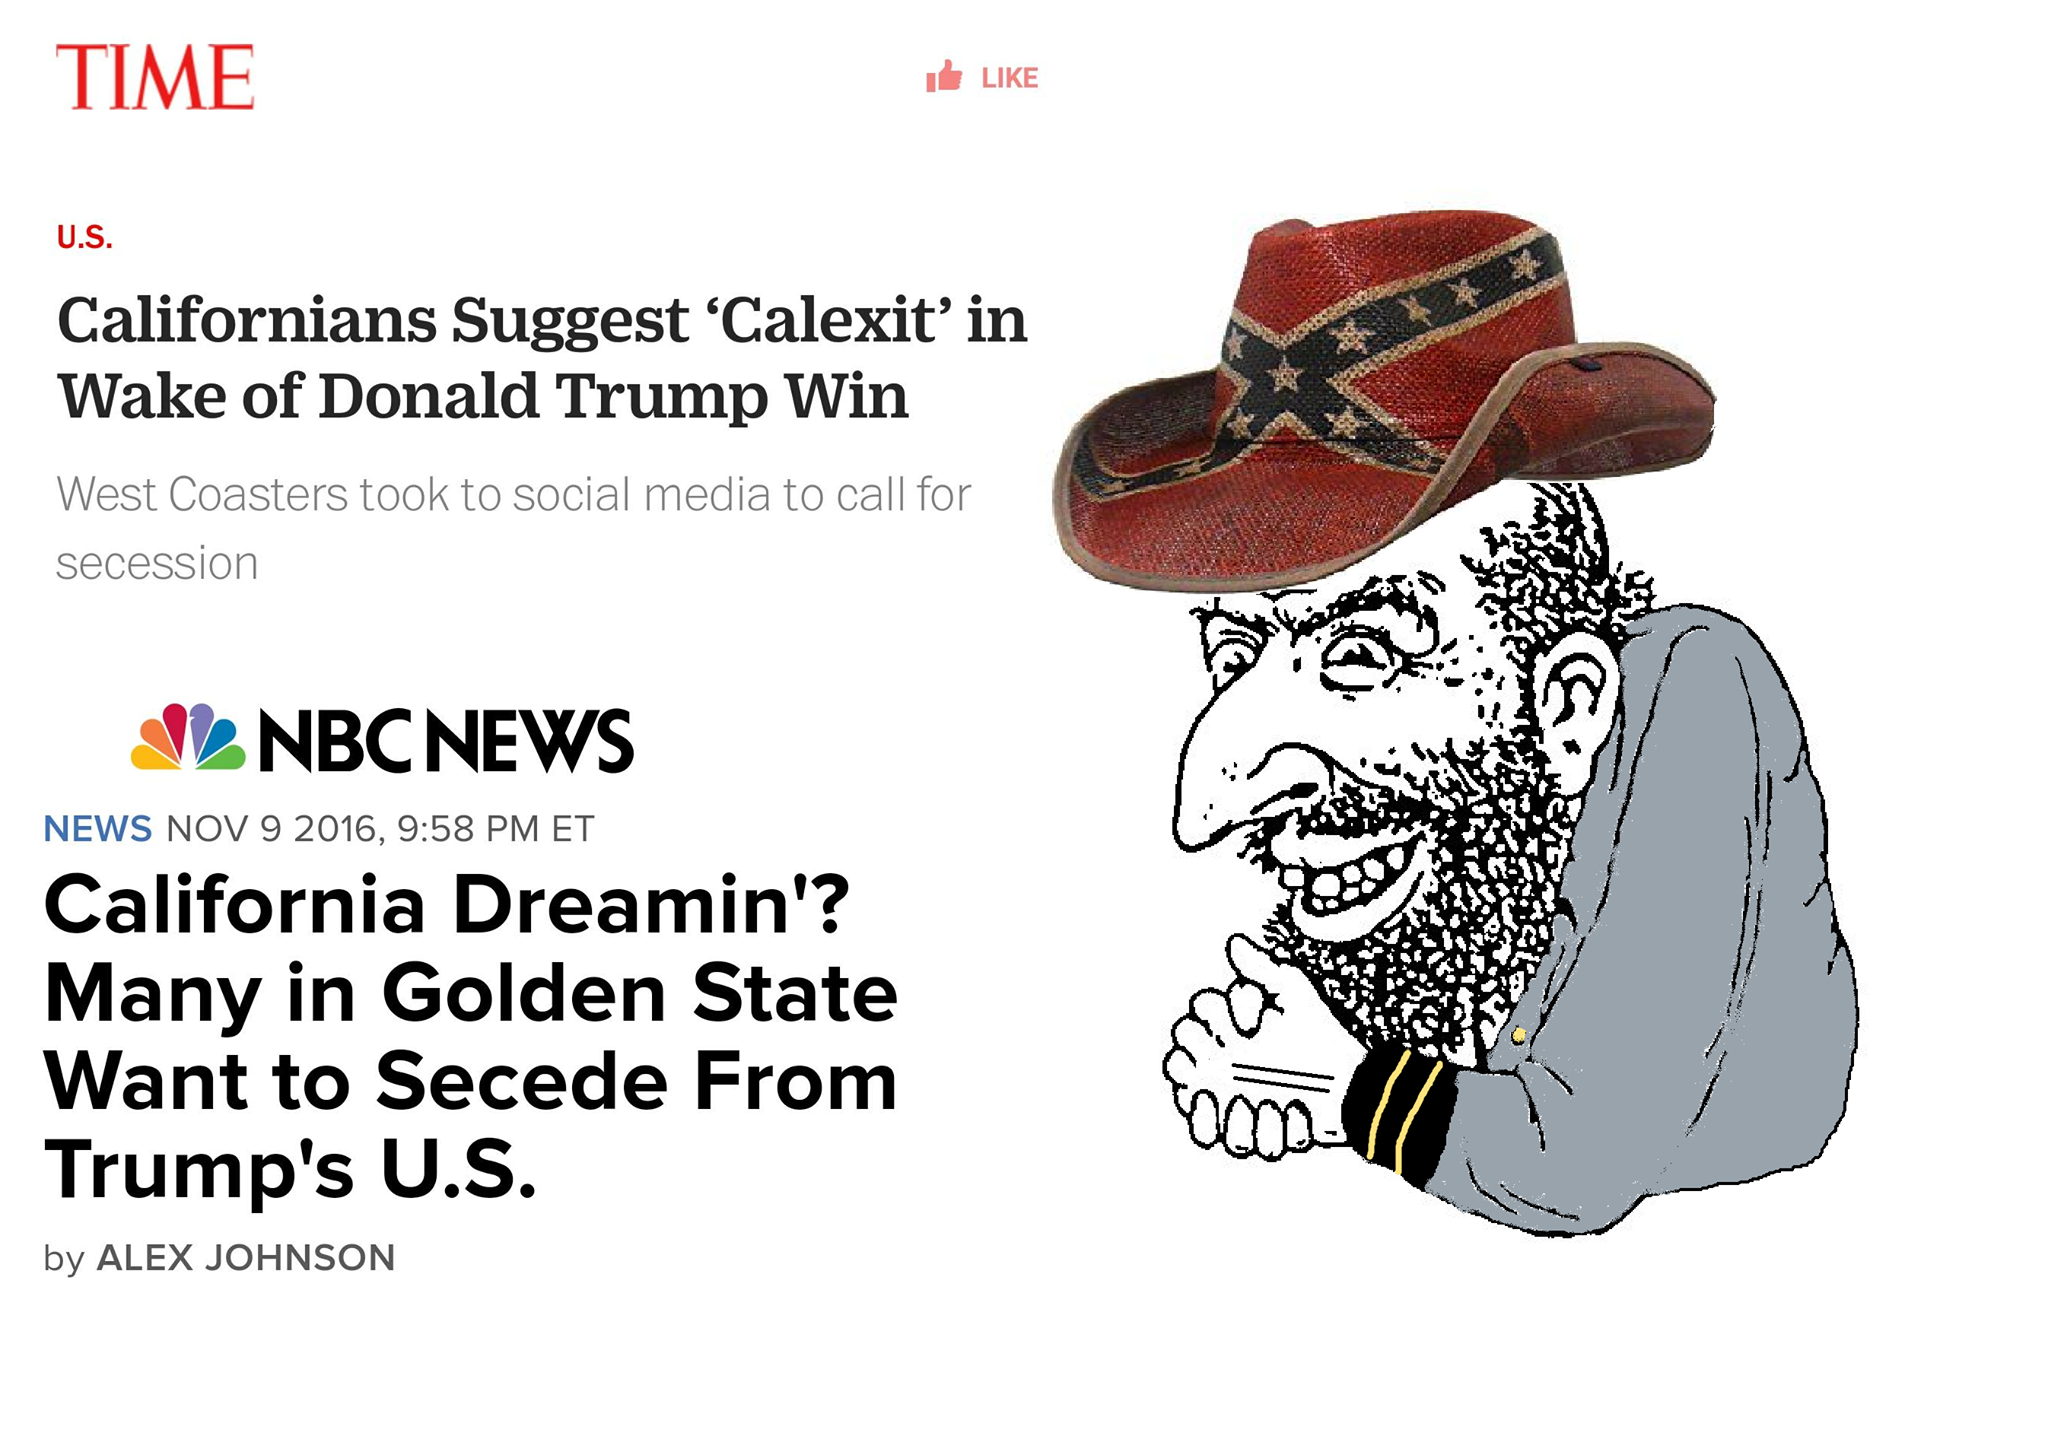 TIME
LIKE
U.S.
Californians Suggest ‘Calexit’ in
Wake of Donald Trump Win
West Coasters took to social media to call for
secession
NBC NEWS
NEWS NOV 9 2016, 9:58 PM ET
California Dreamin'?
Many in Golden State
Want to Secede From
Trump's U.S.
by ALEX JOHNSON